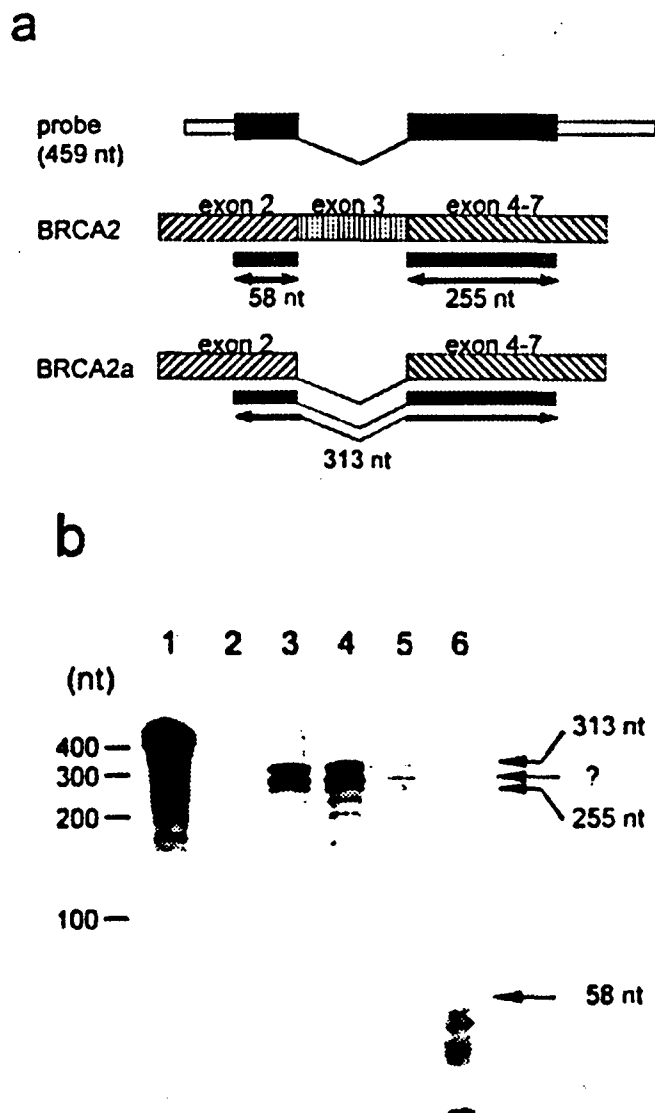 a
probe
(459 nt)
exon 2 exon 3 exon 4-7
BRCA2
58 nt 255 nt
exon 2 exon 4-7
BRCA2a
313 nt
b
1 2 3 4 5 6
(nt)
400
300
200
100
313 nt
?
255 nt
58 nt